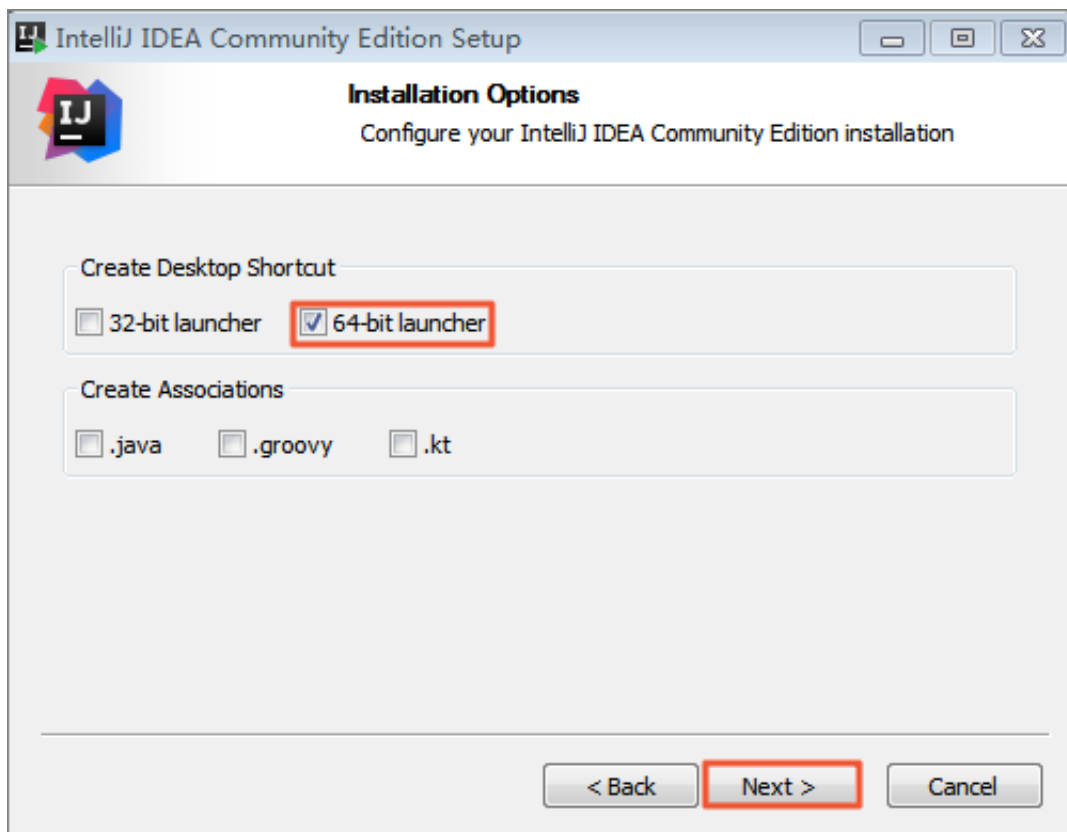 IntelliJ IDEA Community Edition Setup
IJ
Installation Options
Configure your IntelliJ IDEA Community Edition installation
Create Desktop Shortcut
32-bit launcher 64-bit launcher
Create Associations
.java .groovy .kt
< Back Next > Cancel